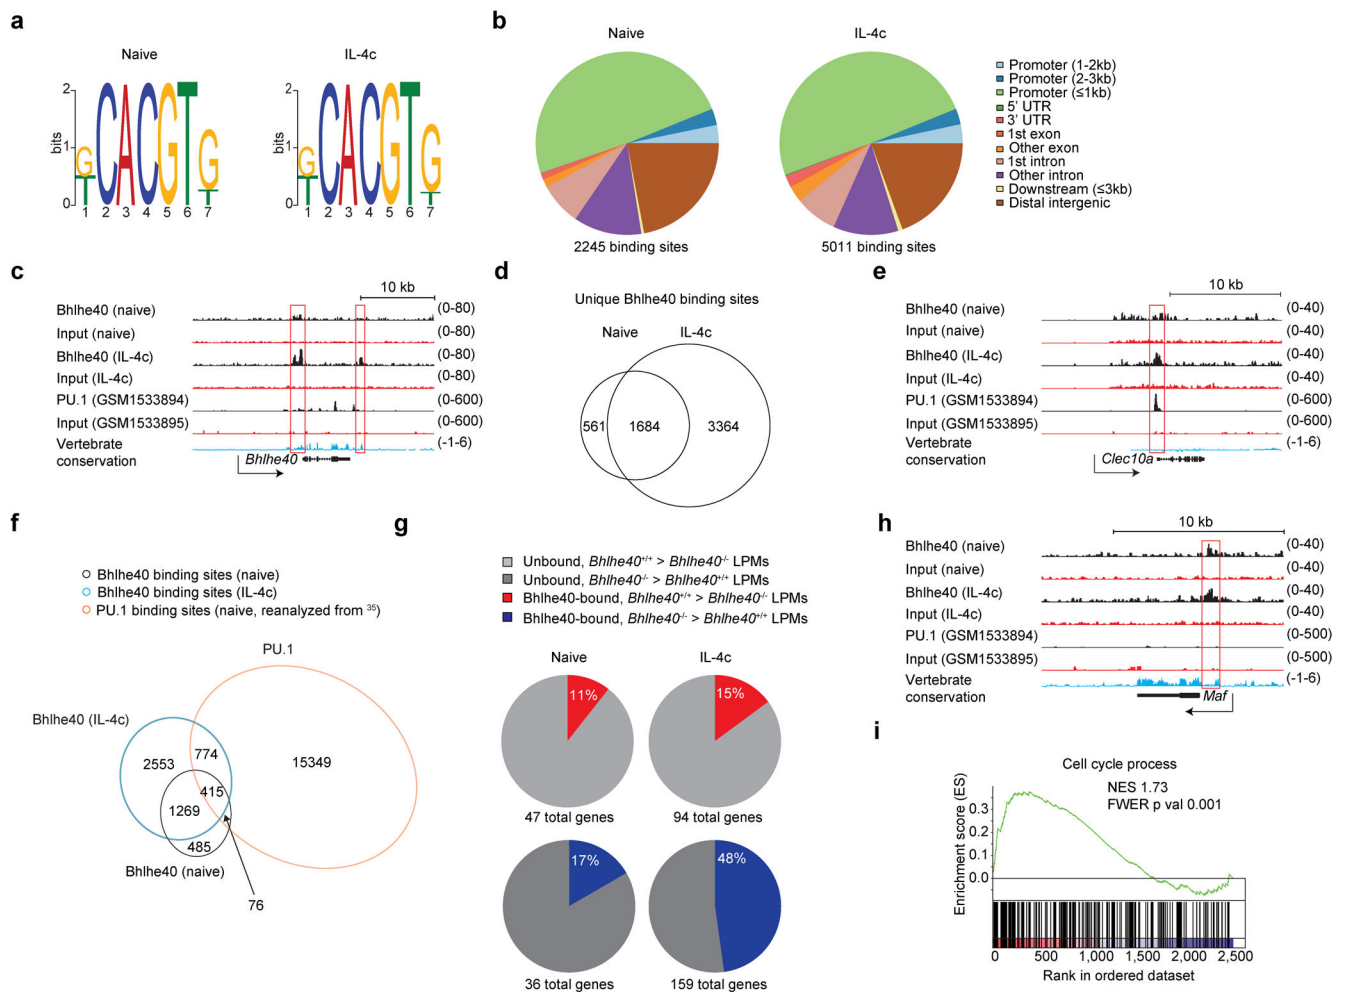 a
Naive
IL-4c
bits
2
1
0
G
T
CACGT
G
T
1 2 3 4 5 6 7
bits
2
1
0
G
T
CACGT
G
T
1 2 3 4 5 6 7
b
Naive
IL-4c
2245 binding sites
5011 binding sites
Promoter (1-2kb)
Promoter (2-3kb)
Promoter (≤1kb)
5' UTR
3' UTR
1st exon
Other exon
1st intron
Other intron
Downstream (≤3kb)
Distal intergenic
c
10 kb
Bhlhe40 (naive) (0-80)
Input (naive) (0-80)
Bhlhe40 (IL-4c) (0-80)
Input (IL-4c) (0-80)
PU.1 (GSM1533894) (0-600)
Input (GSM1533895) (0-600)
Vertebrate (-1-6)
conservation
Bhlhe40
d
Unique Bhlhe40 binding sites
Naive
IL-4c
561
1684
3364
e
10 kb
Bhlhe40 (naive) (0-40)
Input (naive) (0-40)
Bhlhe40 (IL-4c) (0-40)
Input (IL-4c) (0-40)
PU.1 (GSM1533894) (0-600)
Input (GSM1533895) (0-600)
Vertebrate (-1-6)
conservation
Clec10a
f
Bhlhe40 binding sites (naive)
Bhlhe40 binding sites (IL-4c)
PU.1 binding sites (naive, reanalyzed from 35)
PU.1
Bhlhe40 (IL-4c)
2553
774
15349
415
1269
485
Bhlhe40 (naive)
76
g
Unbound, Bhlhe40+/+ > Bhlhe40-/- LPMs
Unbound, Bhlhe40-/- > Bhlhe40+/+ LPMs
Bhlhe40-bound, Bhlhe40+/+ > Bhlhe40-/- LPMs
Bhlhe40-bound, Bhlhe40-/- > Bhlhe40+/+ LPMs
Naive
IL-4c
11%
15%
47 total genes
94 total genes
17%
48%
36 total genes
159 total genes
h
10 kb
Bhlhe40 (naive) (0-40)
Input (naive) (0-40)
Bhlhe40 (IL-4c) (0-40)
Input (IL-4c) (0-40)
PU.1 (GSM1533894) (0-500)
Input (GSM1533895) (0-500)
Vertebrate (-1-6)
conservation
Maf
i
Cell cycle process
NES 1.73
FWER p val 0.001
Enrichment score (ES)
0.3
0.2
0.1
0.0
0 500 1,000 1,500 2,000 2,500
Rank in ordered dataset